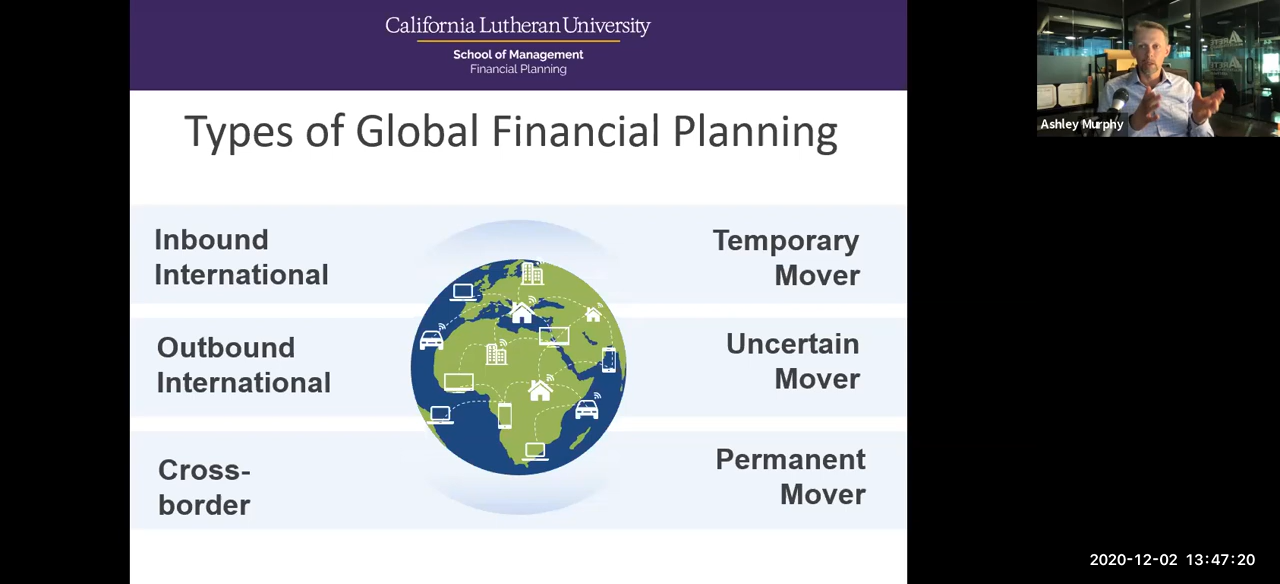 California Lutheran University
School of Management
Financial Planning
Types of Global Financial Planning
Inbound
International
Temporary
Mover
Outbound
International
Uncertain
Mover
Cross-
border
Permanent
Mover
Ashley Murphy
2020-12-02 13:47:20